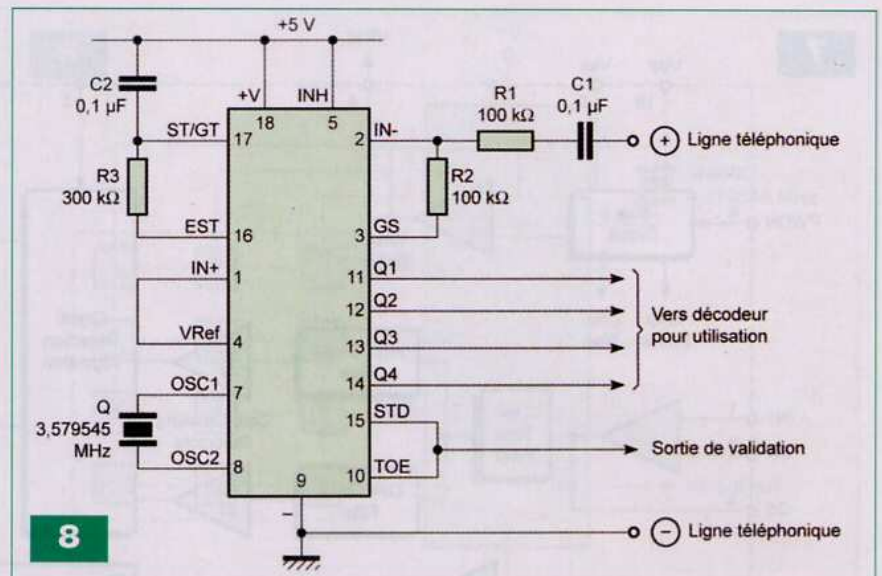 +5 V
C2
0,1 µF
+V
INH
18
5
R1
100 kΩ
C1
0,1 µF
ST/GT
17
2
IN-
+
Ligne téléphonique
R3
300 kΩ
R2
100 kΩ
EST
16
3
GS
IN+
1
11
Q1
12
Q2
Vers décodeur
pour utilisation
VRef
4
13
Q3
14
Q4
OSC1
7
Q
3,579545
MHz
15
STD
Sortie de validation
OSC2
8
10
TOE
9
–
–
Ligne téléphonique
8